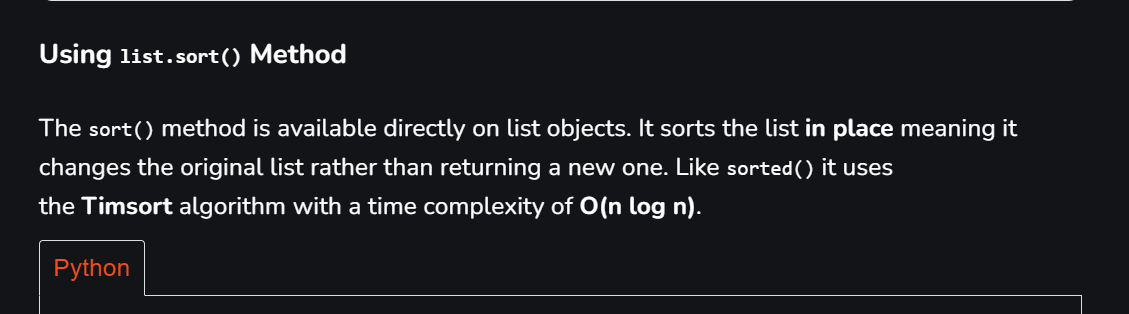 Using list.sort() Method
The sort() method is available directly on list objects. It sorts the list in place meaning it
changes the original list rather than returning a new one. Like sorted() it uses
the Timsort algorithm with a time complexity of O(n log n).
Python